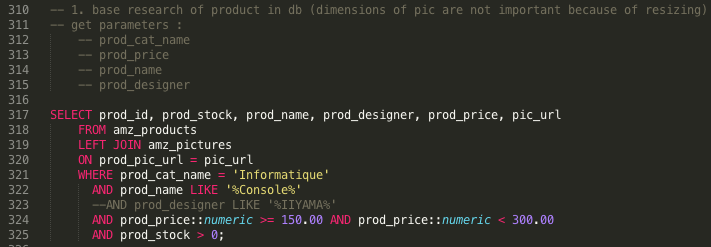 310 -- 1. base research of product in db (dimensions of pic are not important because of resizing)
311 -- get parameters :
312 -- prod_cat_name
313 -- prod_price
314 -- prod_name
315 -- prod_designer
316
317 SELECT prod_id, prod_stock, prod_name, prod_designer, prod_price, pic_url
318 FROM amz_products
319 LEFT JOIN amz_pictures
320 ON prod_pic_url = pic_url
321 WHERE prod_cat_name = 'Informatique'
322 AND prod_name LIKE '%Console%'
323 --AND prod_designer LIKE '%IIYAMA%'
324 AND prod_price::numeric >= 150.00 AND prod_price::numeric < 300.00
325 AND prod_stock > 0;